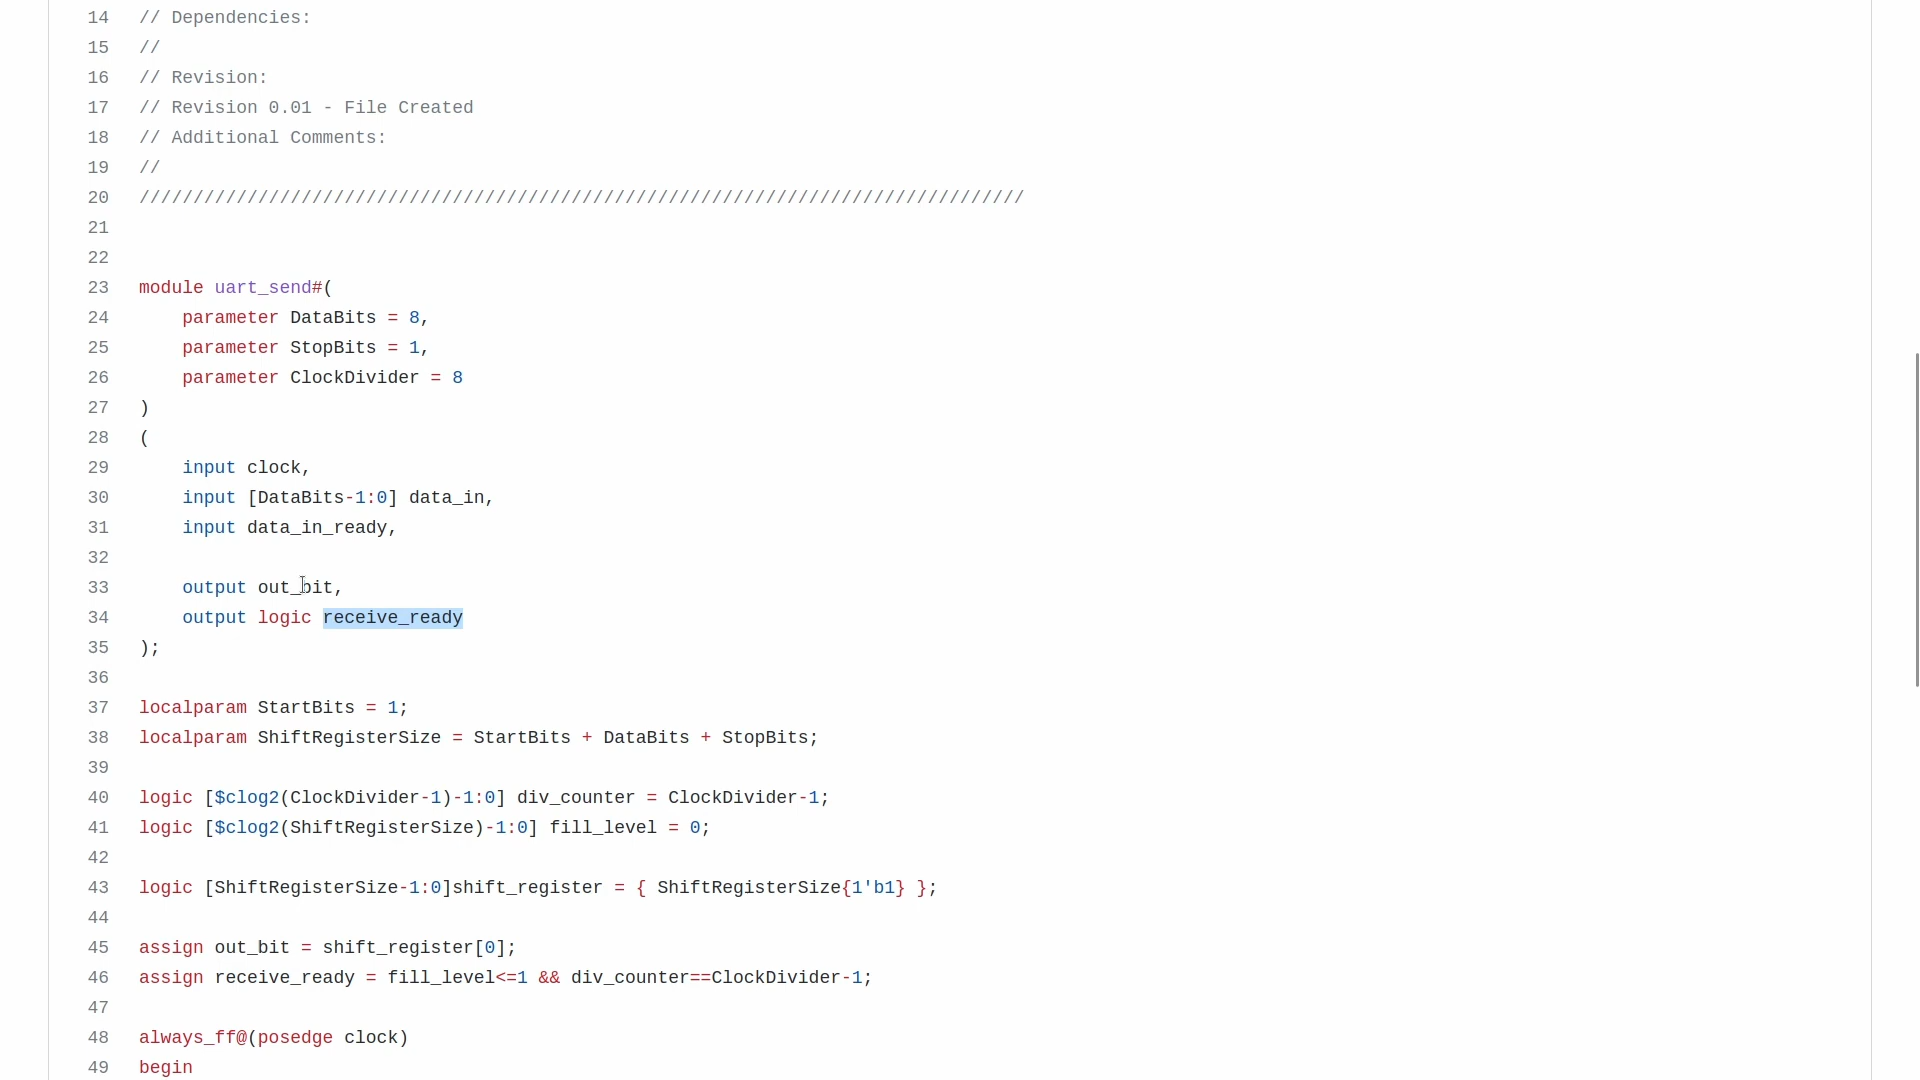 14 // Dependencies:
15 //
16 // Revision:
17 // Revision 0.01 - File Created
18 // Additional Comments:
19 //
20 //////////////////////////////////////////////////////////////////////////////////
21
22
23 module uart_send#(
24     parameter DataBits = 8,
25     parameter StopBits = 1,
26     parameter ClockDivider = 8
27 )
28 (
29     input clock,
30     input [DataBits-1:0] data_in,
31     input data_in_ready,
32
33     output out_bit,
34     output logic receive_ready
35 );
36
37 localparam StartBits = 1;
38 localparam ShiftRegisterSize = StartBits + DataBits + StopBits;
39
40 logic [$clog2(ClockDivider-1)-1:0] div_counter = ClockDivider-1;
41 logic [$clog2(ShiftRegisterSize)-1:0] fill_level = 0;
42
43 logic [ShiftRegisterSize-1:0]shift_register = { ShiftRegisterSize{1'b1} };
44
45 assign out_bit = shift_register[0];
46 assign receive_ready = fill_level<=1 && div_counter==ClockDivider-1;
47
48 always_ff@(posedge clock)
49 begin